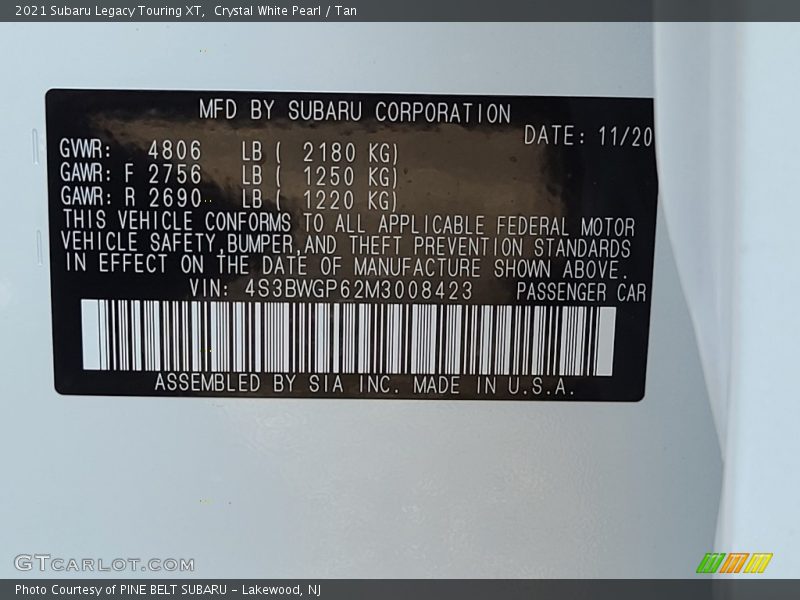 2021 Subaru Legacy Touring XT, Crystal White Pearl / Tan
MFD BY SUBARU CORPORATION
DATE: 11/20
GVWR: 4806 LB ( 2180 KG)
GAWR: F 2756 LB ( 1250 KG)
GAWR: R 2690 LB ( 1220 KG)
THIS VEHICLE CONFORMS TO ALL APPLICABLE FEDERAL MOTOR
VEHICLE SAFETY,BUMPER,AND THEFT PREVENTION STANDARDS
IN EFFECT ON THE DATE OF MANUFACTURE SHOWN ABOVE.
VIN: 4S3BWGP62M3008423 PASSENGER CAR
ASSEMBLED BY SIA INC. MADE IN U.S.A.
GTCARLOT.COM
Photo Courtesy of PINE BELT SUBARU - Lakewood, NJ